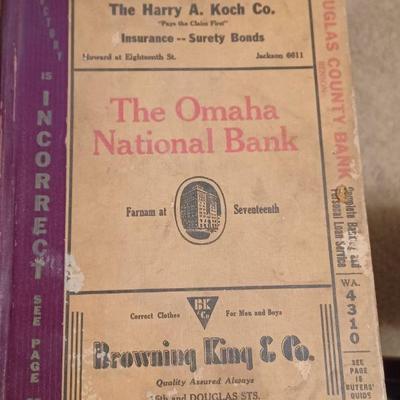 The Harry A. Koch Co.
"Pays the Claim First"
Insurance -- Surety Bonds
Howard at Eighteenth St. Jackson 6611
The Omaha
National Bank
Farnam at Seventeenth
Correct Clothes BK & Co For Men and Boys
Browning King & Co.
Quality Assured Always
and DOUGLAS STS.
IS
INCORRECT
SEE PAGE
DOUGLAS COUNTY BANK
Complete Banking and
Personal Loan Service
WA.
4310
SEE
PAGE
BUYERS'
GUIDE